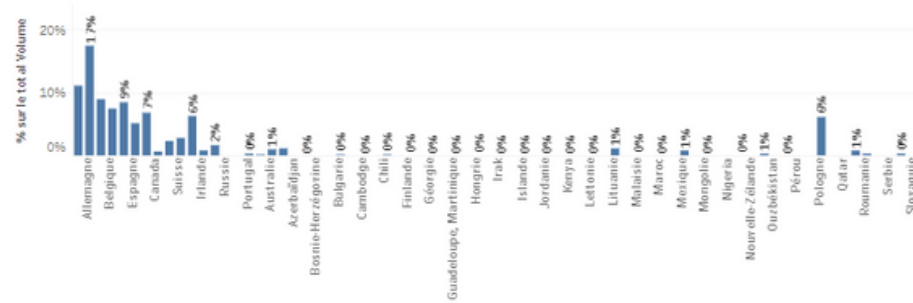 % sur le total Volume
20%
10%
0%
17%
9%
7%
6%
2%
0%
1%
0%
0%
0%
0%
0%
0%
0%
0%
0%
0%
0%
0%
0%
1%
0%
0%
1%
0%
0%
1%
0%
6%
1%
0%
Allemagne
Belgique
Espagne
Canada
Suisse
Irlande
Russie
Portugal
Australie
Azerbaïdjan
Bosnie-Herzégorine
Bulgarie
Cambodge
Chili
Finlande
Géorgie
Guadeloupe, Martinique
Hongrie
Irak
Islande
Jordanie
Kenya
Lettonie
Lituanie
Malaisie
Maroc
Mexique
Mongolie
Nigeria
Nouvelle-Zélande
Ouzbékistan
Pérou
Pologne
Qatar
Roumanie
Serbie